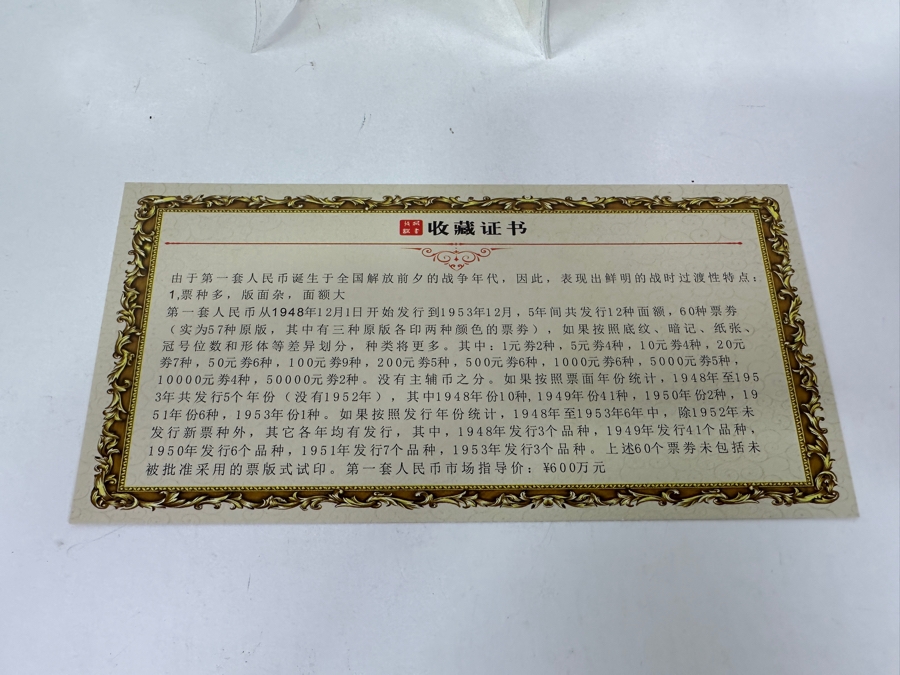 收藏证书
由于第一套人民币诞生于全国解放前夕的战争年代，因此，表现出鲜明的战时过渡性特点：
1,票种多，版面杂，面额大
第一套人民币从1948年12月1日开始发行到1953年12月，5年间共发行12种面额，60种票券
（实为57种原版，其中有三种原版各印两种颜色的票券），如果按照底纹、暗记、纸张、
冠号位数和形体等差异划分，种类将更多。其中：1元券2种，5元券4种，10元券4种，20元
券7种，50元券6种，100元券9种，200元券5种，500元券6种，1000元券6种，5000元券5种，
10000元券4种，50000元券2种。没有主辅币之分。如果按照票面年份统计，1948年至195
3年共发行5个年份（没有1952年），其中1948年份10种，1949年份41种，1950年份2种，19
51年份6种，1953年份1种。如果按照发行年份统计，1948年至1953年6年中，除1952年未
发行新票种外，其它各年均有发行，其中，1948年发行3个品种，1949年发行41个品种，
1950年发行6个品种，1951年发行7个品种，1953年发行3个品种。上述60个票券未包括未
被批准采用的票版式试印。第一套人民币市场指导价：¥600万元